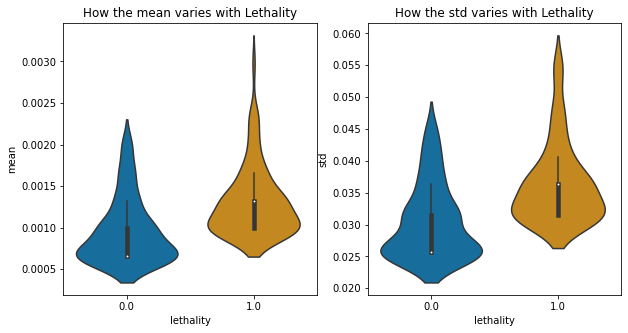 How the mean varies with Lethality
mean
0.0030
0.0025
0.0020
0.0015
0.0010
0.0005
0.0 1.0
lethality
How the std varies with Lethality
std
0.060
0.055
0.050
0.045
0.040
0.035
0.030
0.025
0.020
0.0 1.0
lethality